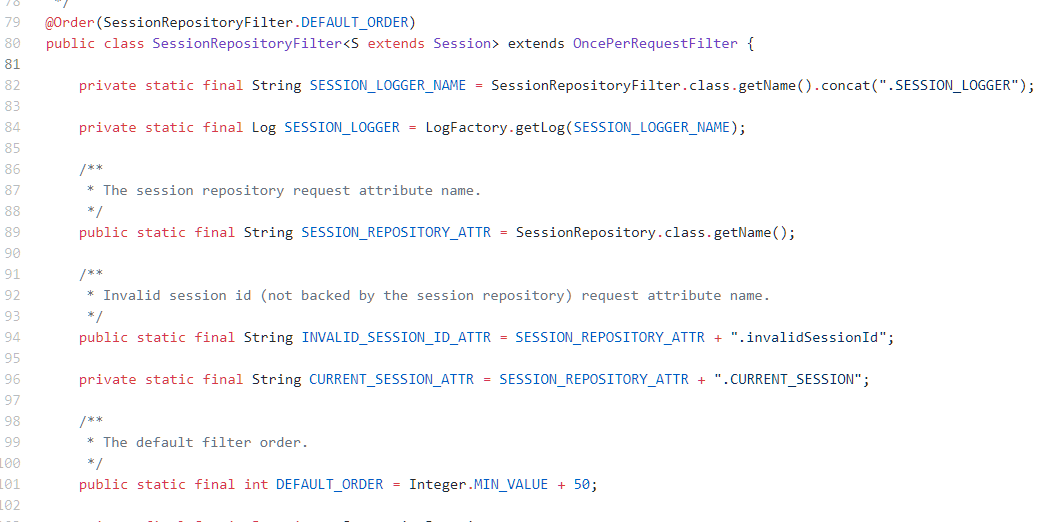 79 @Order(SessionRepositoryFilter.DEFAULT_ORDER)
80 public class SessionRepositoryFilter<S extends Session> extends OncePerRequestFilter {
81
82 private static final String SESSION_LOGGER_NAME = SessionRepositoryFilter.class.getName().concat(".SESSION_LOGGER");
83
84 private static final Log SESSION_LOGGER = LogFactory.getLog(SESSION_LOGGER_NAME);
85
86 /**
87 * The session repository request attribute name.
88 */
89 public static final String SESSION_REPOSITORY_ATTR = SessionRepository.class.getName();
90
91 /**
92 * Invalid session id (not backed by the session repository) request attribute name.
93 */
94 public static final String INVALID_SESSION_ID_ATTR = SESSION_REPOSITORY_ATTR + ".invalidSessionId";
95
96 private static final String CURRENT_SESSION_ATTR = SESSION_REPOSITORY_ATTR + ".CURRENT_SESSION";
97
98 /**
99 * The default filter order.
100 */
101 public static final int DEFAULT_ORDER = Integer.MIN_VALUE + 50;
102